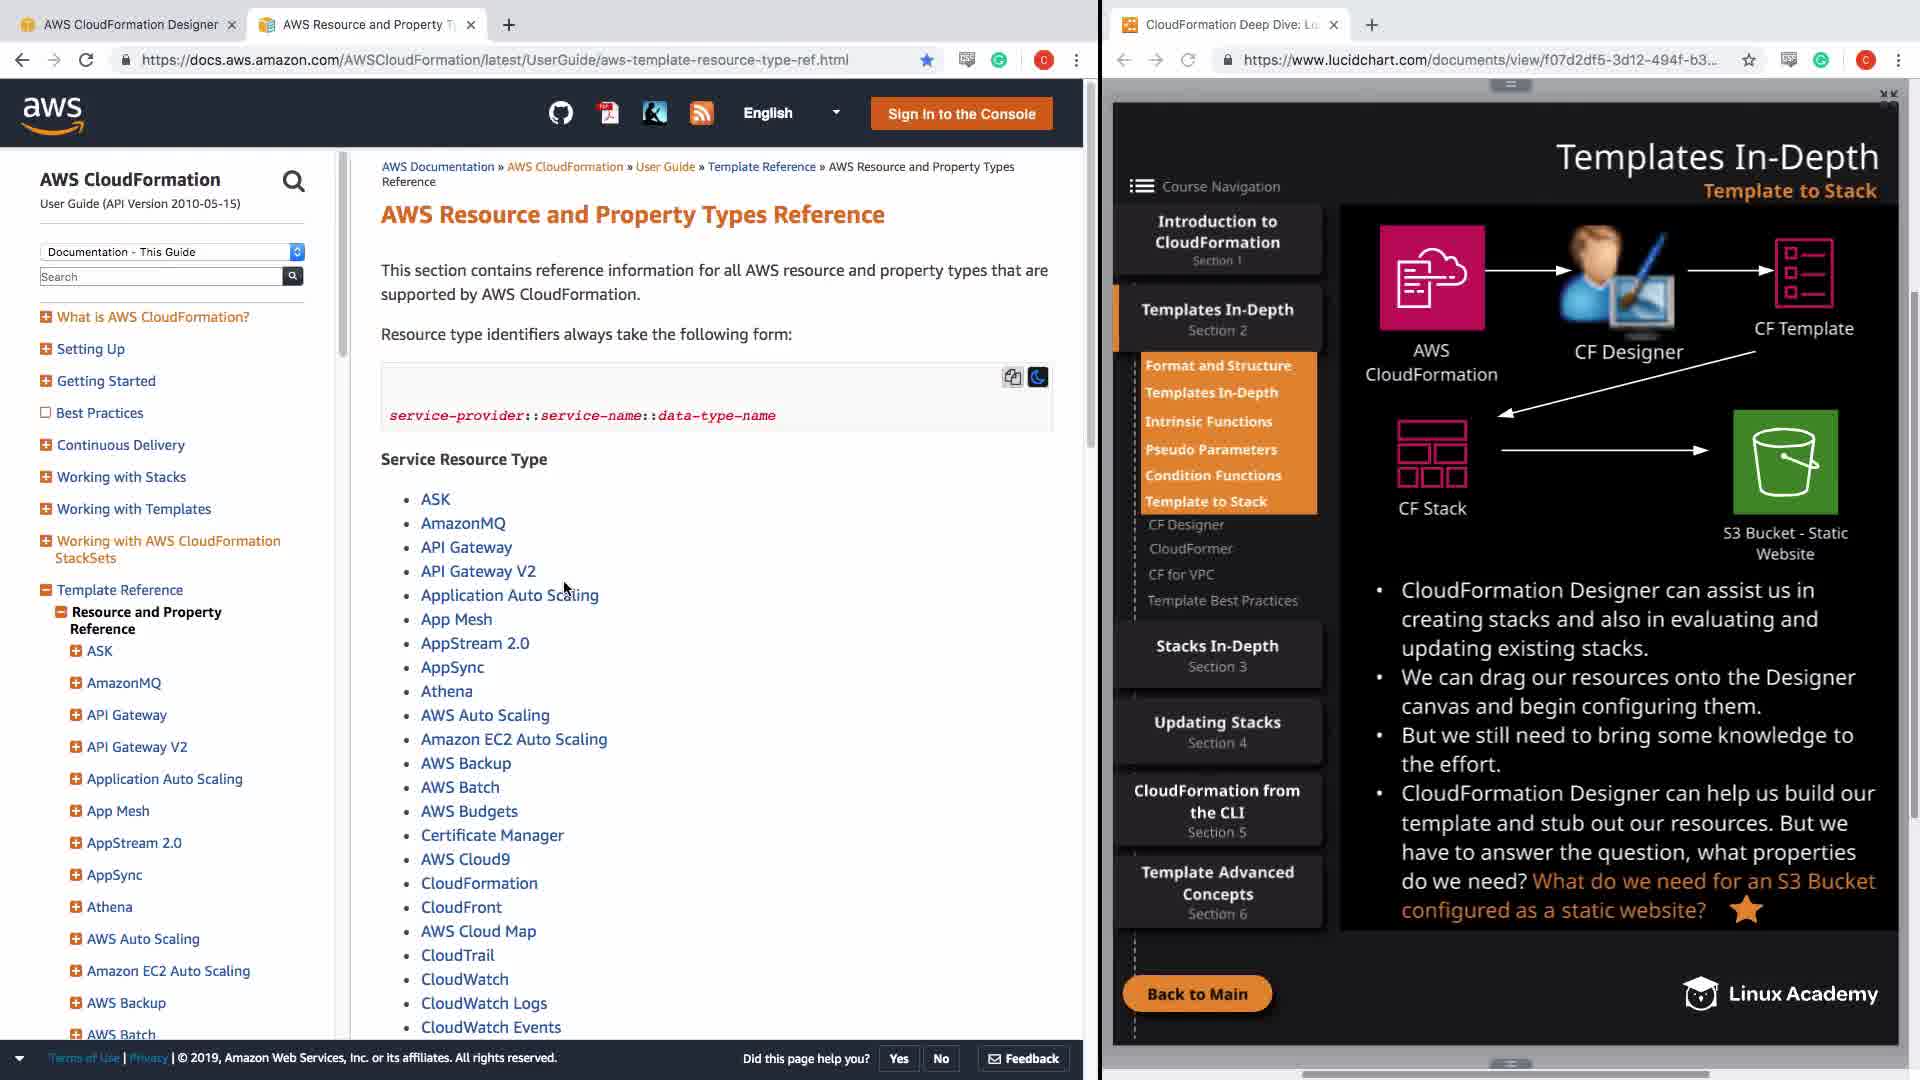 AWS CloudFormation Designer
AWS Resource and Property T
https://docs.aws.amazon.com/AWSCloudFormation/latest/UserGuide/aws-template-resource-type-ref.html
C
aws
English
Sign In to the Console
AWS CloudFormation
User Guide (API Version 2010-05-15)
Documentation - This Guide
Search
What is AWS CloudFormation?
Setting Up
Getting Started
Best Practices
Continuous Delivery
Working with Stacks
Working with Templates
Working with AWS CloudFormation
StackSets
Template Reference
Resource and Property
Reference
ASK
AmazonMQ
API Gateway
API Gateway V2
Application Auto Scaling
App Mesh
AppStream 2.0
AppSync
Athena
AWS Auto Scaling
Amazon EC2 Auto Scaling
AWS Backup
AWS Batch
AWS Documentation » AWS CloudFormation » User Guide » Template Reference » AWS Resource and Property Types
Reference
AWS Resource and Property Types Reference
This section contains reference information for all AWS resource and property types that are
supported by AWS CloudFormation.
Resource type identifiers always take the following form:
service-provider::service-name::data-type-name
Service Resource Type
• ASK
• AmazonMQ
• API Gateway
• API Gateway V2
• Application Auto Scaling
• App Mesh
• AppStream 2.0
• AppSync
• Athena
• AWS Auto Scaling
• Amazon EC2 Auto Scaling
• AWS Backup
• AWS Batch
• AWS Budgets
• Certificate Manager
• AWS Cloud9
• CloudFormation
• CloudFront
• AWS Cloud Map
• CloudTrail
• CloudWatch
• CloudWatch Logs
• CloudWatch Events
Terms of Use | Privacy | © 2019, Amazon Web Services, Inc. or its affiliates. All rights reserved.
Did this page help you?
Yes
No
Feedback
CloudFormation Deep Dive: Lu
https://www.lucidchart.com/documents/view/f07d2df5-3d12-494f-b3...
C
Templates In-Depth
Template to Stack
Course Navigation
Introduction to
CloudFormation
Section 1
Templates In-Depth
Section 2
Format and Structure
Templates In-Depth
Intrinsic Functions
Pseudo Parameters
Condition Functions
Template to Stack
CF Designer
CloudFormer
CF for VPC
Template Best Practices
Stacks In-Depth
Section 3
Updating Stacks
Section 4
CloudFormation from
the CLI
Section 5
Template Advanced
Concepts
Section 6
Back to Main
AWS
CloudFormation
CF Designer
CF Template
CF Stack
S3 Bucket - Static
Website
• CloudFormation Designer can assist us in
creating stacks and also in evaluating and
updating existing stacks.
• We can drag our resources onto the Designer
canvas and begin configuring them.
• But we still need to bring some knowledge to
the effort.
• CloudFormation Designer can help us build our
template and stub out our resources. But we
have to answer the question, what properties
do we need? What do we need for an S3 Bucket
configured as a static website?
Linux Academy